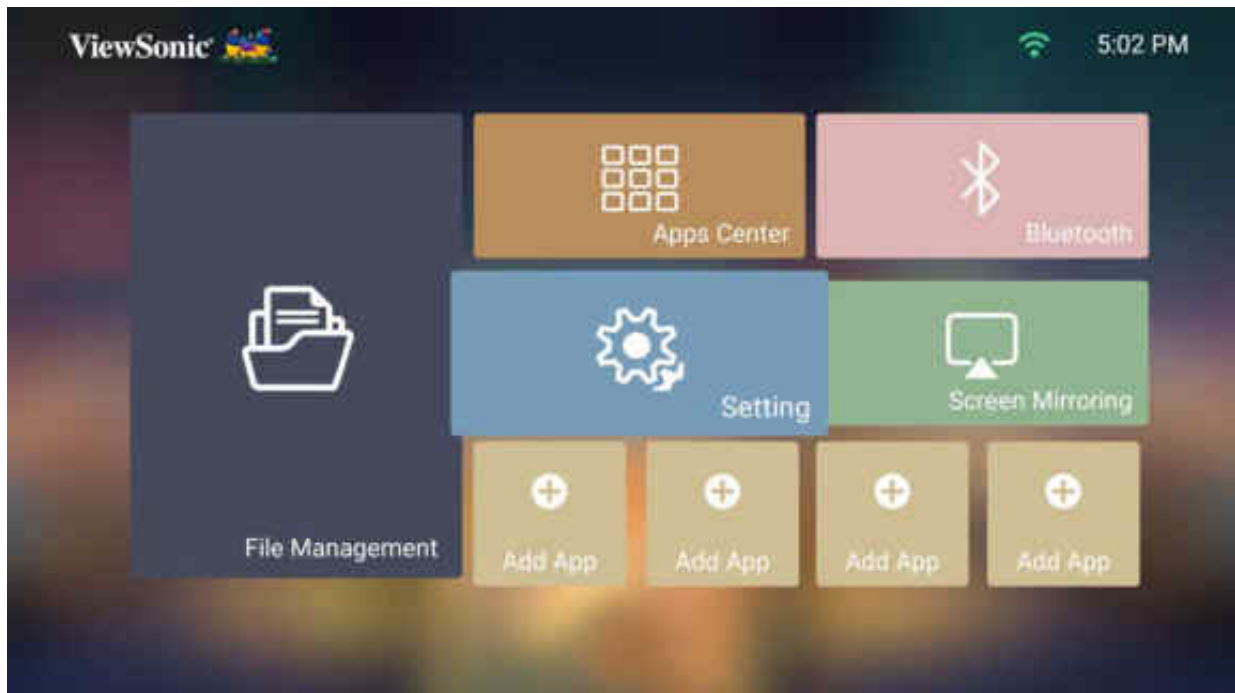 ViewSonic
5:02 PM
Apps Center
Bluetooth
Setting
Screen Mirroring
File Management
Add App
Add App
Add App
Add App